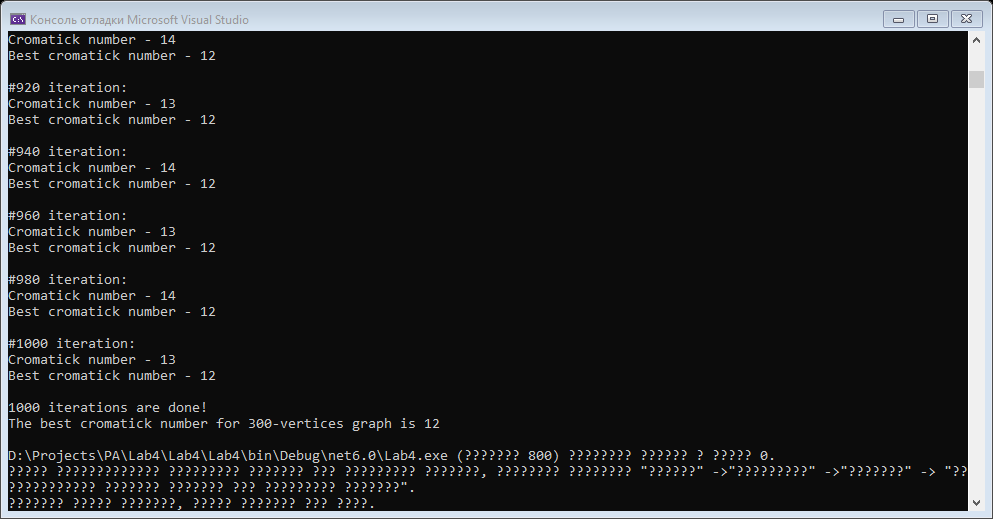 Консоль отладки Microsoft Visual Studio
Cromatick number - 14
Best cromatick number - 12
#920 iteration:
Cromatick number - 13
Best cromatick number - 12
#940 iteration:
Cromatick number - 14
Best cromatick number - 12
#960 iteration:
Cromatick number - 13
Best cromatick number - 12
#980 iteration:
Cromatick number - 14
Best cromatick number - 12
#1000 iteration:
Cromatick number - 13
Best cromatick number - 12
1000 iterations are done!
The best cromatick number for 300-vertices graph is 12
D:\Projects\PA\Lab4\Lab4\Lab4\bin\Debug\net6.0\Lab4.exe (??????? 800) ???????? ?????? ? ????? 0.
????? ????????????? ????????? ??????? ??? ????????? ???????, ???????? ???????? "??????" ->"?????????" ->"???????" -> "??
??????????? ??????? ??????? ??? ????????? ???????".
??????? ????? ???????, ????? ??????? ??? ????.